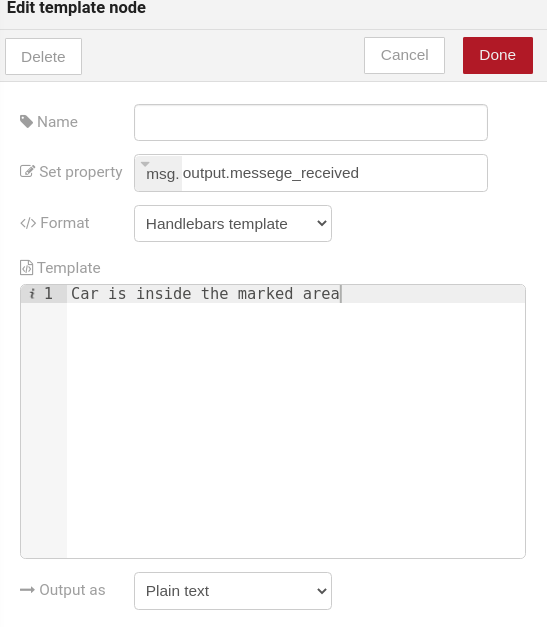 Edit template node
Delete
Cancel
Done
Name
Set property
msg. output.messege_received
</> Format
Handlebars template
Template
i 1 Car is inside the marked area
Output as
Plain text